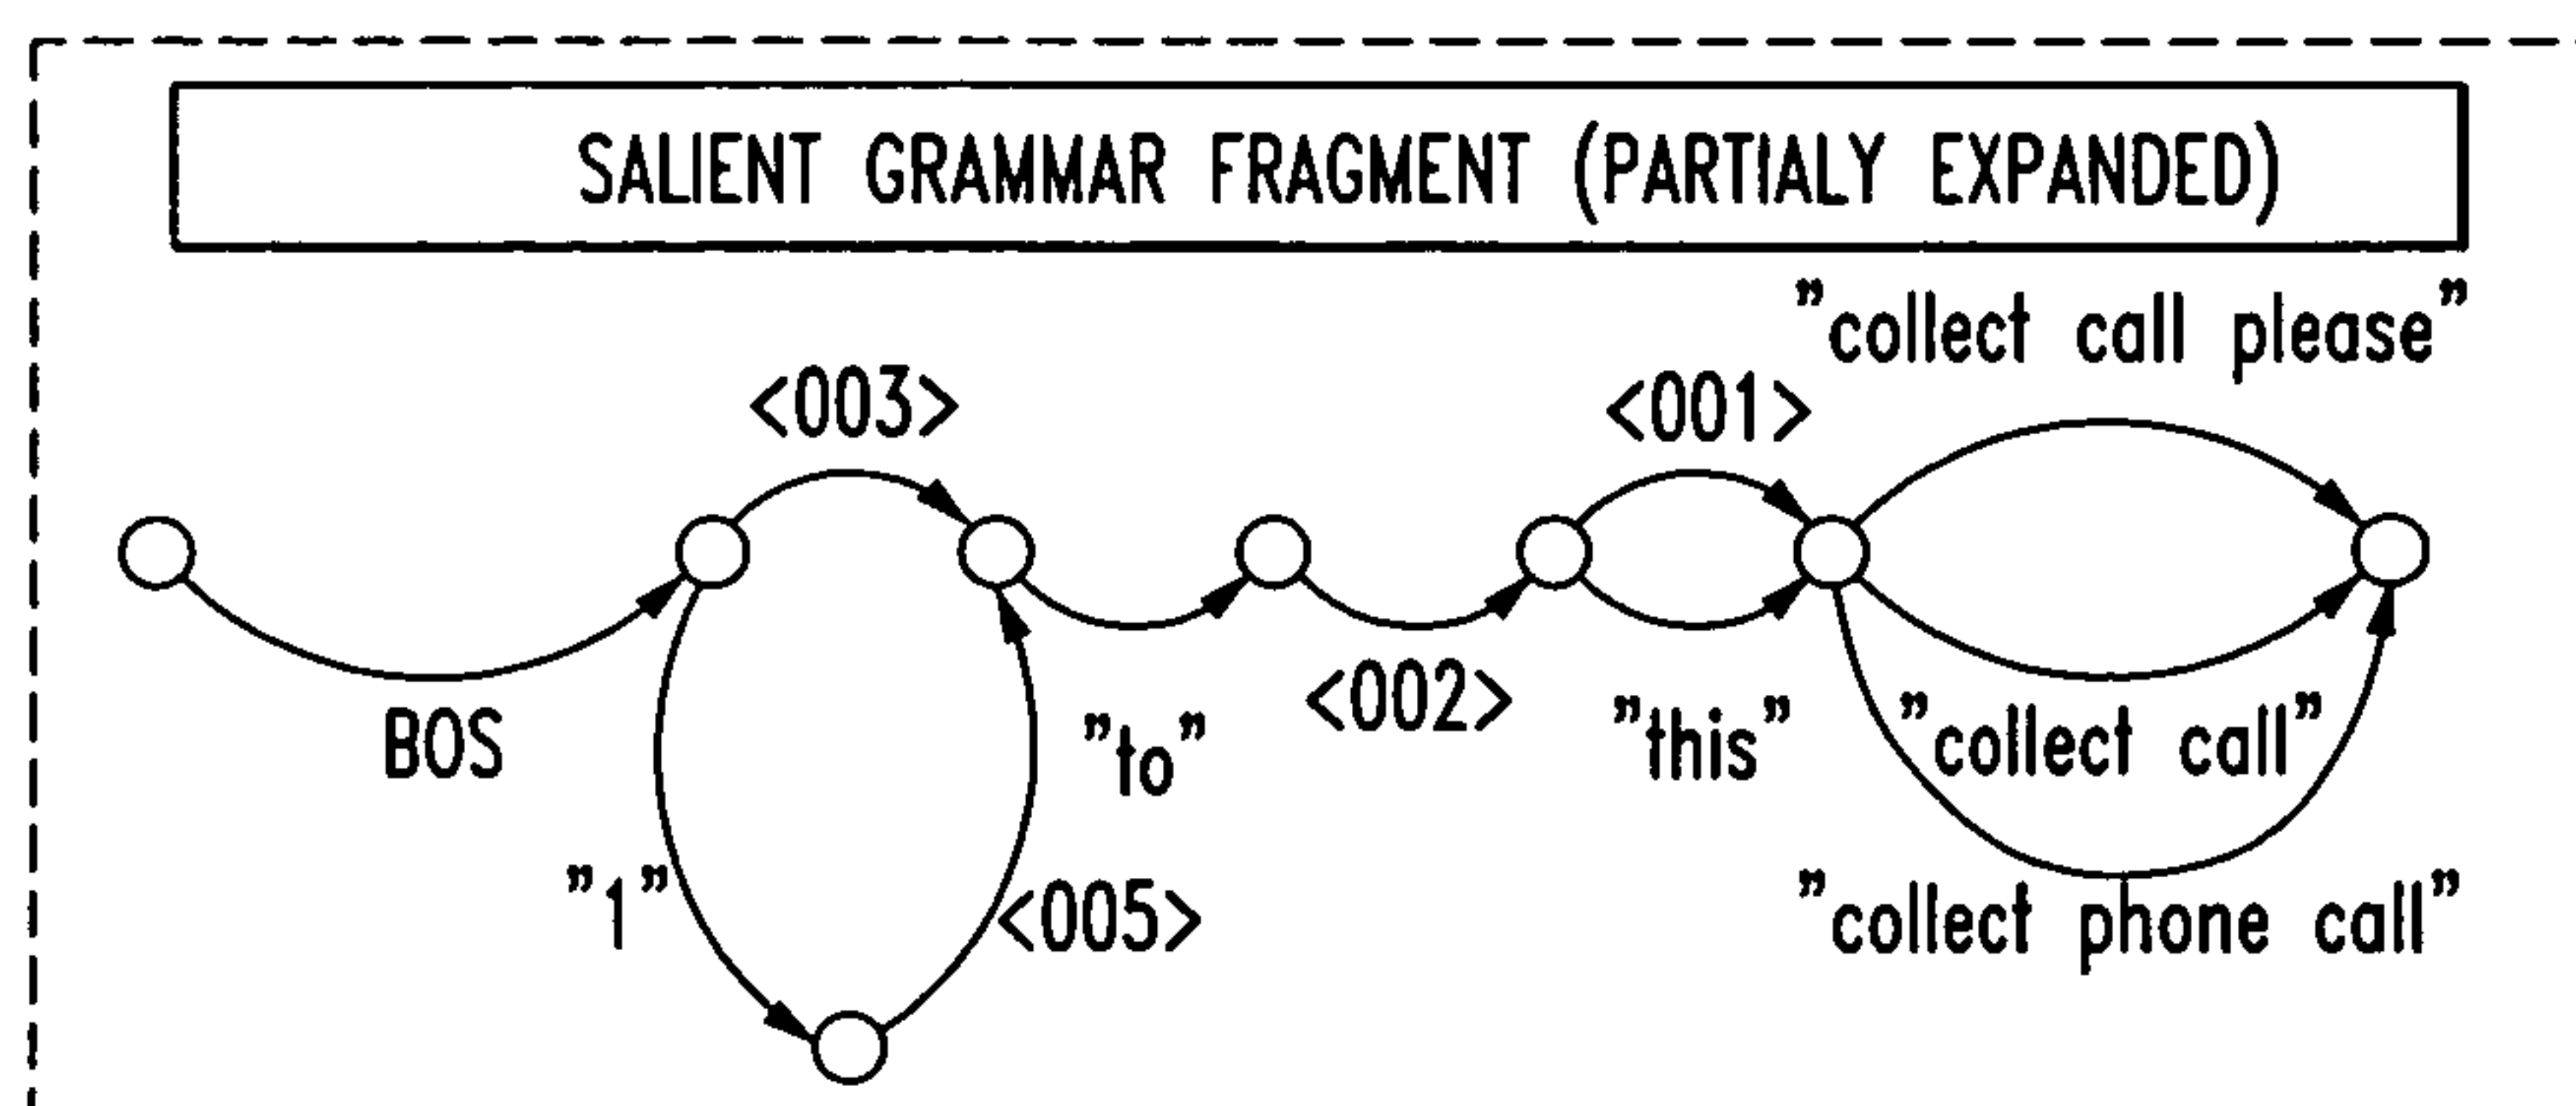 SALIENT GRAMMAR FRAGMENT (PARTIALY EXPANDED)
"collect call please"
<003>
<001>
BOS
"to"
<002>
"this"
"collect call"
"1"
<005>
"collect phone call"